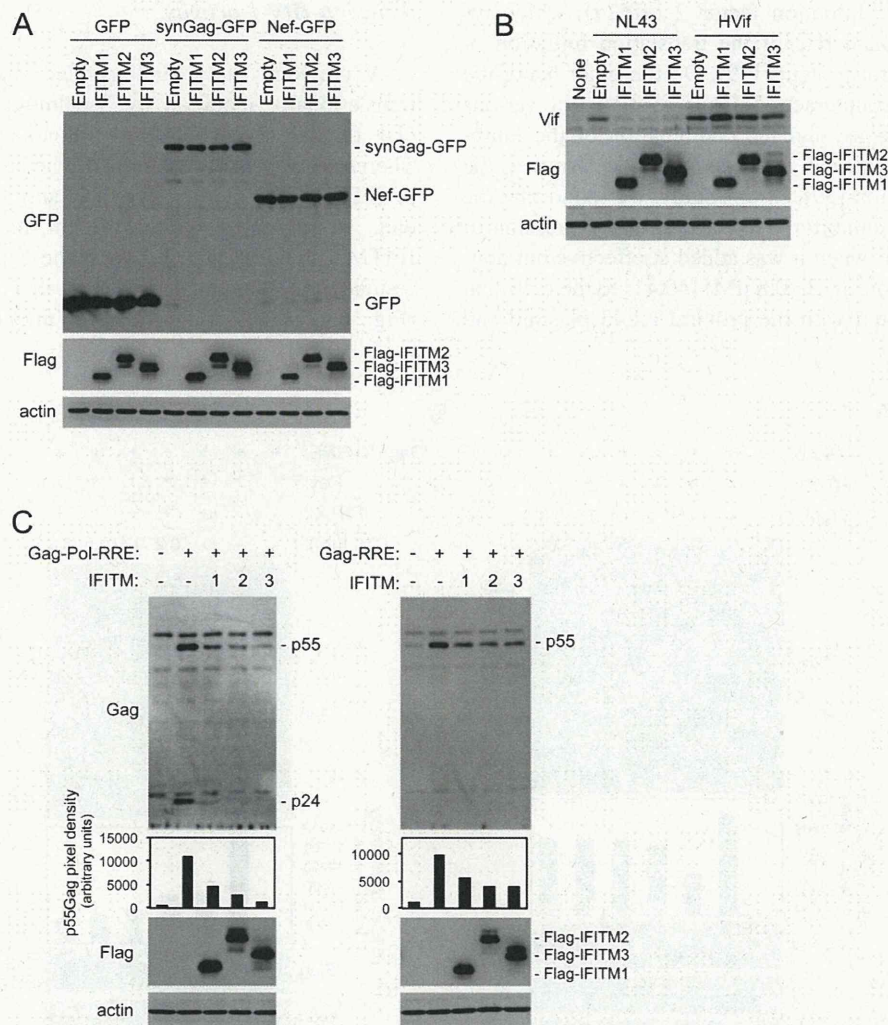 A
GFP synGag-GFP Nef-GFP
Empty IFITM1 IFITM2 IFITM3 Empty IFITM1 IFITM2 IFITM3 Empty IFITM1 IFITM2 IFITM3
GFP
- synGag-GFP
- Nef-GFP
- GFP
Flag
- Flag-IFITM2
- Flag-IFITM3
- Flag-IFITM1
actin
B
NL43 HVif
None Empty IFITM1 IFITM2 IFITM3 Empty IFITM1 IFITM2 IFITM3
Vif
Flag
- Flag-IFITM2
- Flag-IFITM3
- Flag-IFITM1
actin
C
Gag-Pol-RRE: - + + + +
IFITM: - - 1 2 3
Gag
- p55
- p24
p55Gag pixel density
(arbitrary units)
15000
10000
5000
0
Flag
actin
Gag-RRE: - + + + +
IFITM: - - 1 2 3
- p55
10000
5000
0
- Flag-IFITM2
- Flag-IFITM3
- Flag-IFITM1